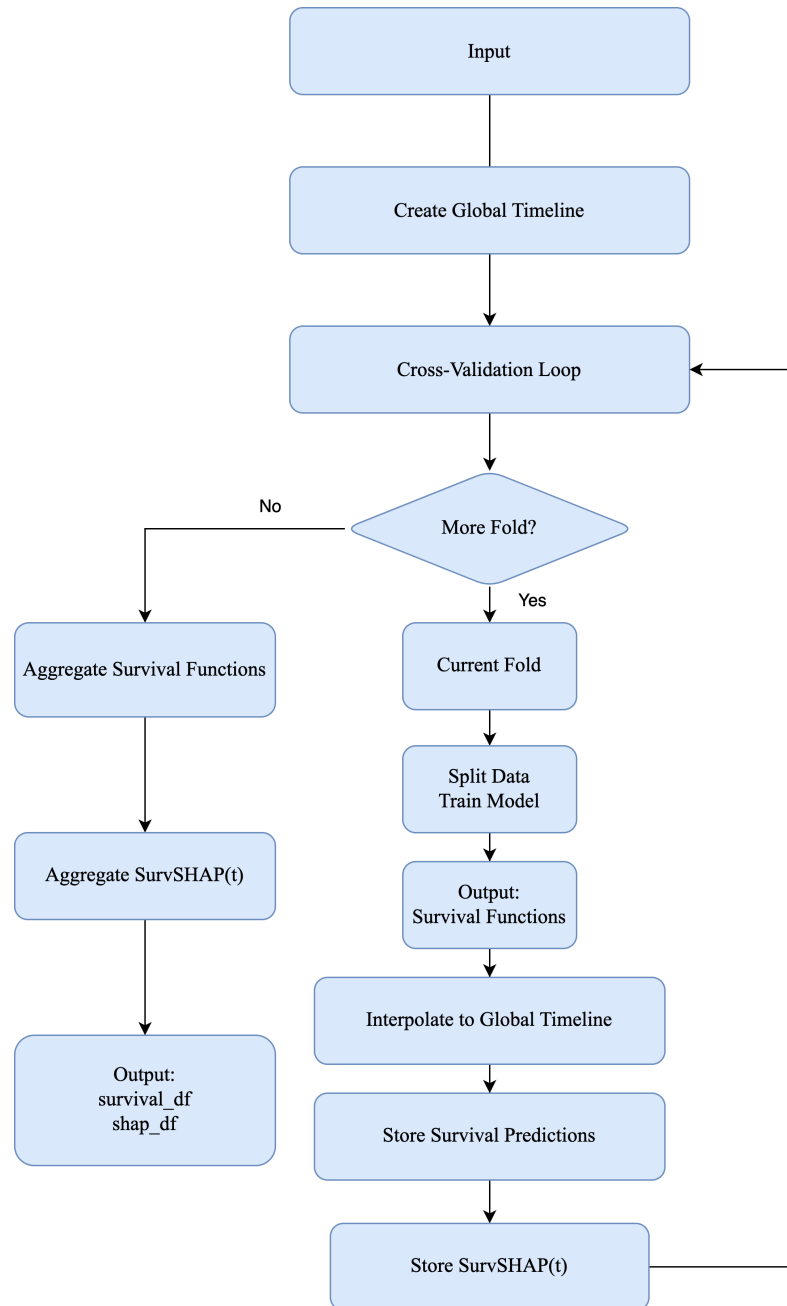 Input
Create Global Timeline
Cross-Validation Loop
More Fold?
No
Yes
Aggregate Survival Functions
Current Fold
Split Data
Train Model
Aggregate SurvSHAP(t)
Output:
Survival Functions
Interpolate to Global Timeline
Output:
survival_df
shap_df
Store Survival Predictions
Store SurvSHAP(t)